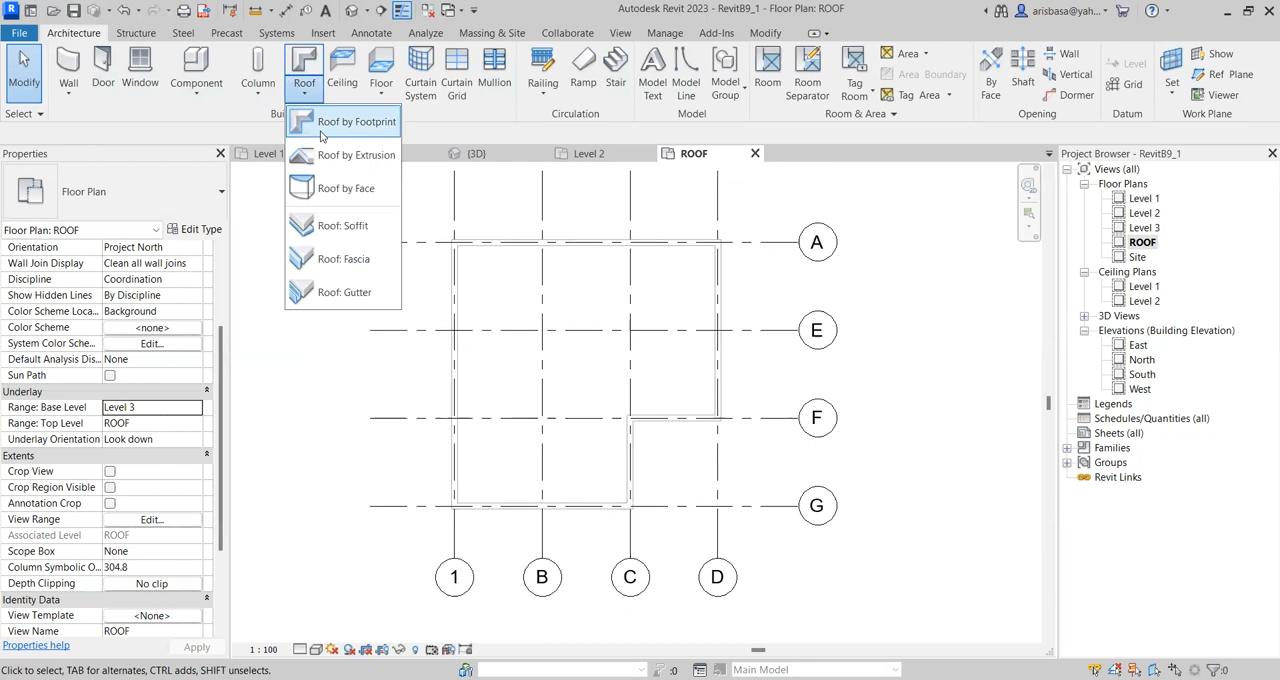 Autodesk Revit 2023 - RevitB9_1 - Floor Plan: ROOF
arisbasa@yah...
File Architecture Structure Steel Precast Systems Insert Annotate Analyze Massing & Site Collaborate View Manage Add-Ins Modify
Modify Wall Door Window Component Column Roof Ceiling Floor Curtain System Curtain Grid Mullion Railing Ramp Stair Model Text Model Line Model Group Room Room Separator Tag Room Area Area Boundary Tag Area By Face Shaft Wall Vertical Dormer Level Grid Set Show Ref Plane Viewer
Select Circulation Model Room & Area Opening Datum Work Plane
Roof by Footprint
Roof by Extrusion
Roof by Face
Roof: Soffit
Roof: Fascia
Roof: Gutter
Properties
Floor Plan
Floor Plan: ROOF Edit Type
Orientation Project North
Wall Join Display Clean all wall joins
Discipline Coordination
Show Hidden Lines By Discipline
Color Scheme Loca... Background
Color Scheme <none>
System Color Sche... Edit...
Default Analysis Dis... None
Sun Path
Underlay
Range: Base Level Level 3
Range: Top Level ROOF
Underlay Orientation Look down
Extents
Crop View
Crop Region Visible
Annotation Crop
View Range Edit...
Associated Level ROOF
Scope Box None
Column Symbolic O... 304.8
Depth Clipping No clip
Identity Data
View Template <None>
View Name ROOF
Properties help Apply
Level 1 {3D} Level 2 ROOF
A
E
F
G
1 B C D
1 : 100
Project Browser - RevitB9_1
Views (all)
Floor Plans
Level 1
Level 2
Level 3
ROOF
Site
Ceiling Plans
Level 1
Level 2
3D Views
Elevations (Building Elevation)
East
North
South
West
Legends
Schedules/Quantities (all)
Sheets (all)
Families
Groups
Revit Links
Click to select, TAB for alternates, CTRL adds, SHIFT unselects. :0 Main Model :0